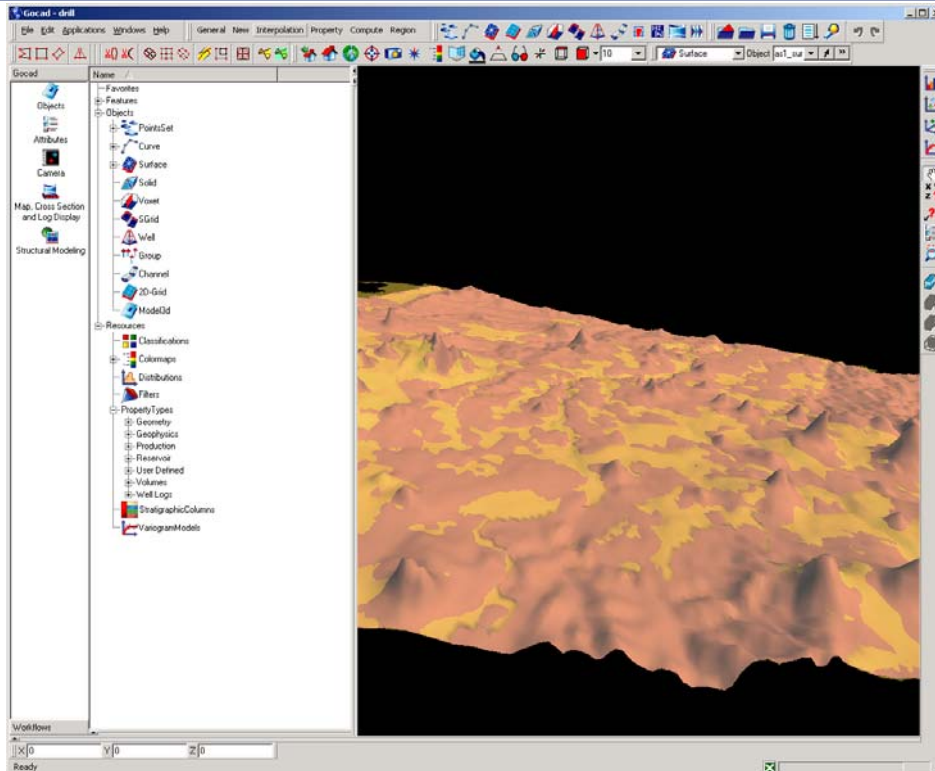 Gocad - drill
File Edit Applications Windows Help General New Interpolation Property Compute Region
10 Surface Object as1_sur
Gocad
Name
Objects
Attributes
Camera
Map, Cross Section
and Log Display
Structural Modeling
Workflows
Favorites
Features
Objects
PointsSet
Curve
Surface
Solid
Voxet
SGrid
Well
Group
Channel
2D-Grid
Model3d
Resources
Classifications
Colormaps
Distributions
Filters
PropertyTypes
Geometry
Geophysics
Production
Reservoir
User Defined
Volumes
Well Logs
StratigraphicColumns
VariogramModels
X 0 Y 0 Z 0
Ready